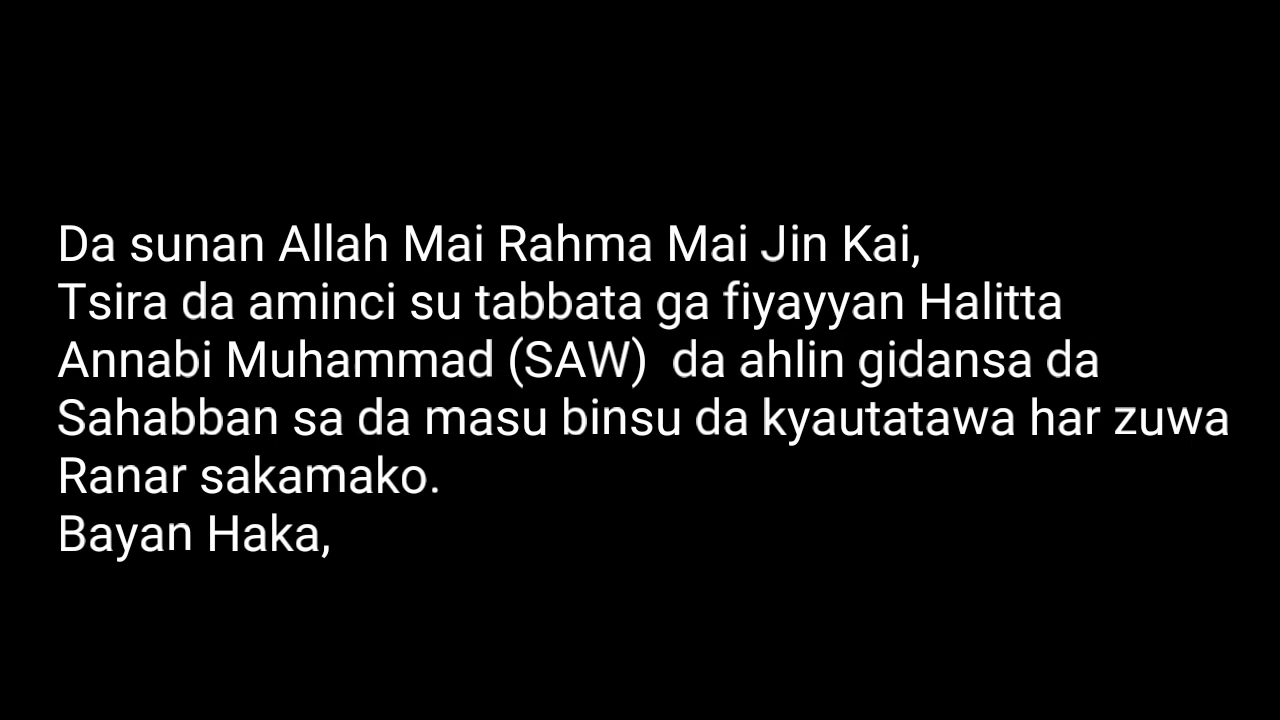 Da sunan Allah Mai Rahma Mai Jin Kai,
Tsira da aminci su tabbata ga fiyayyan Halitta
Annabi Muhammad (SAW)  da ahlin gidansa da
Sahabban sa da masu binsu da kyautatawa har zuwa
Ranar sakamako.
Bayan Haka,